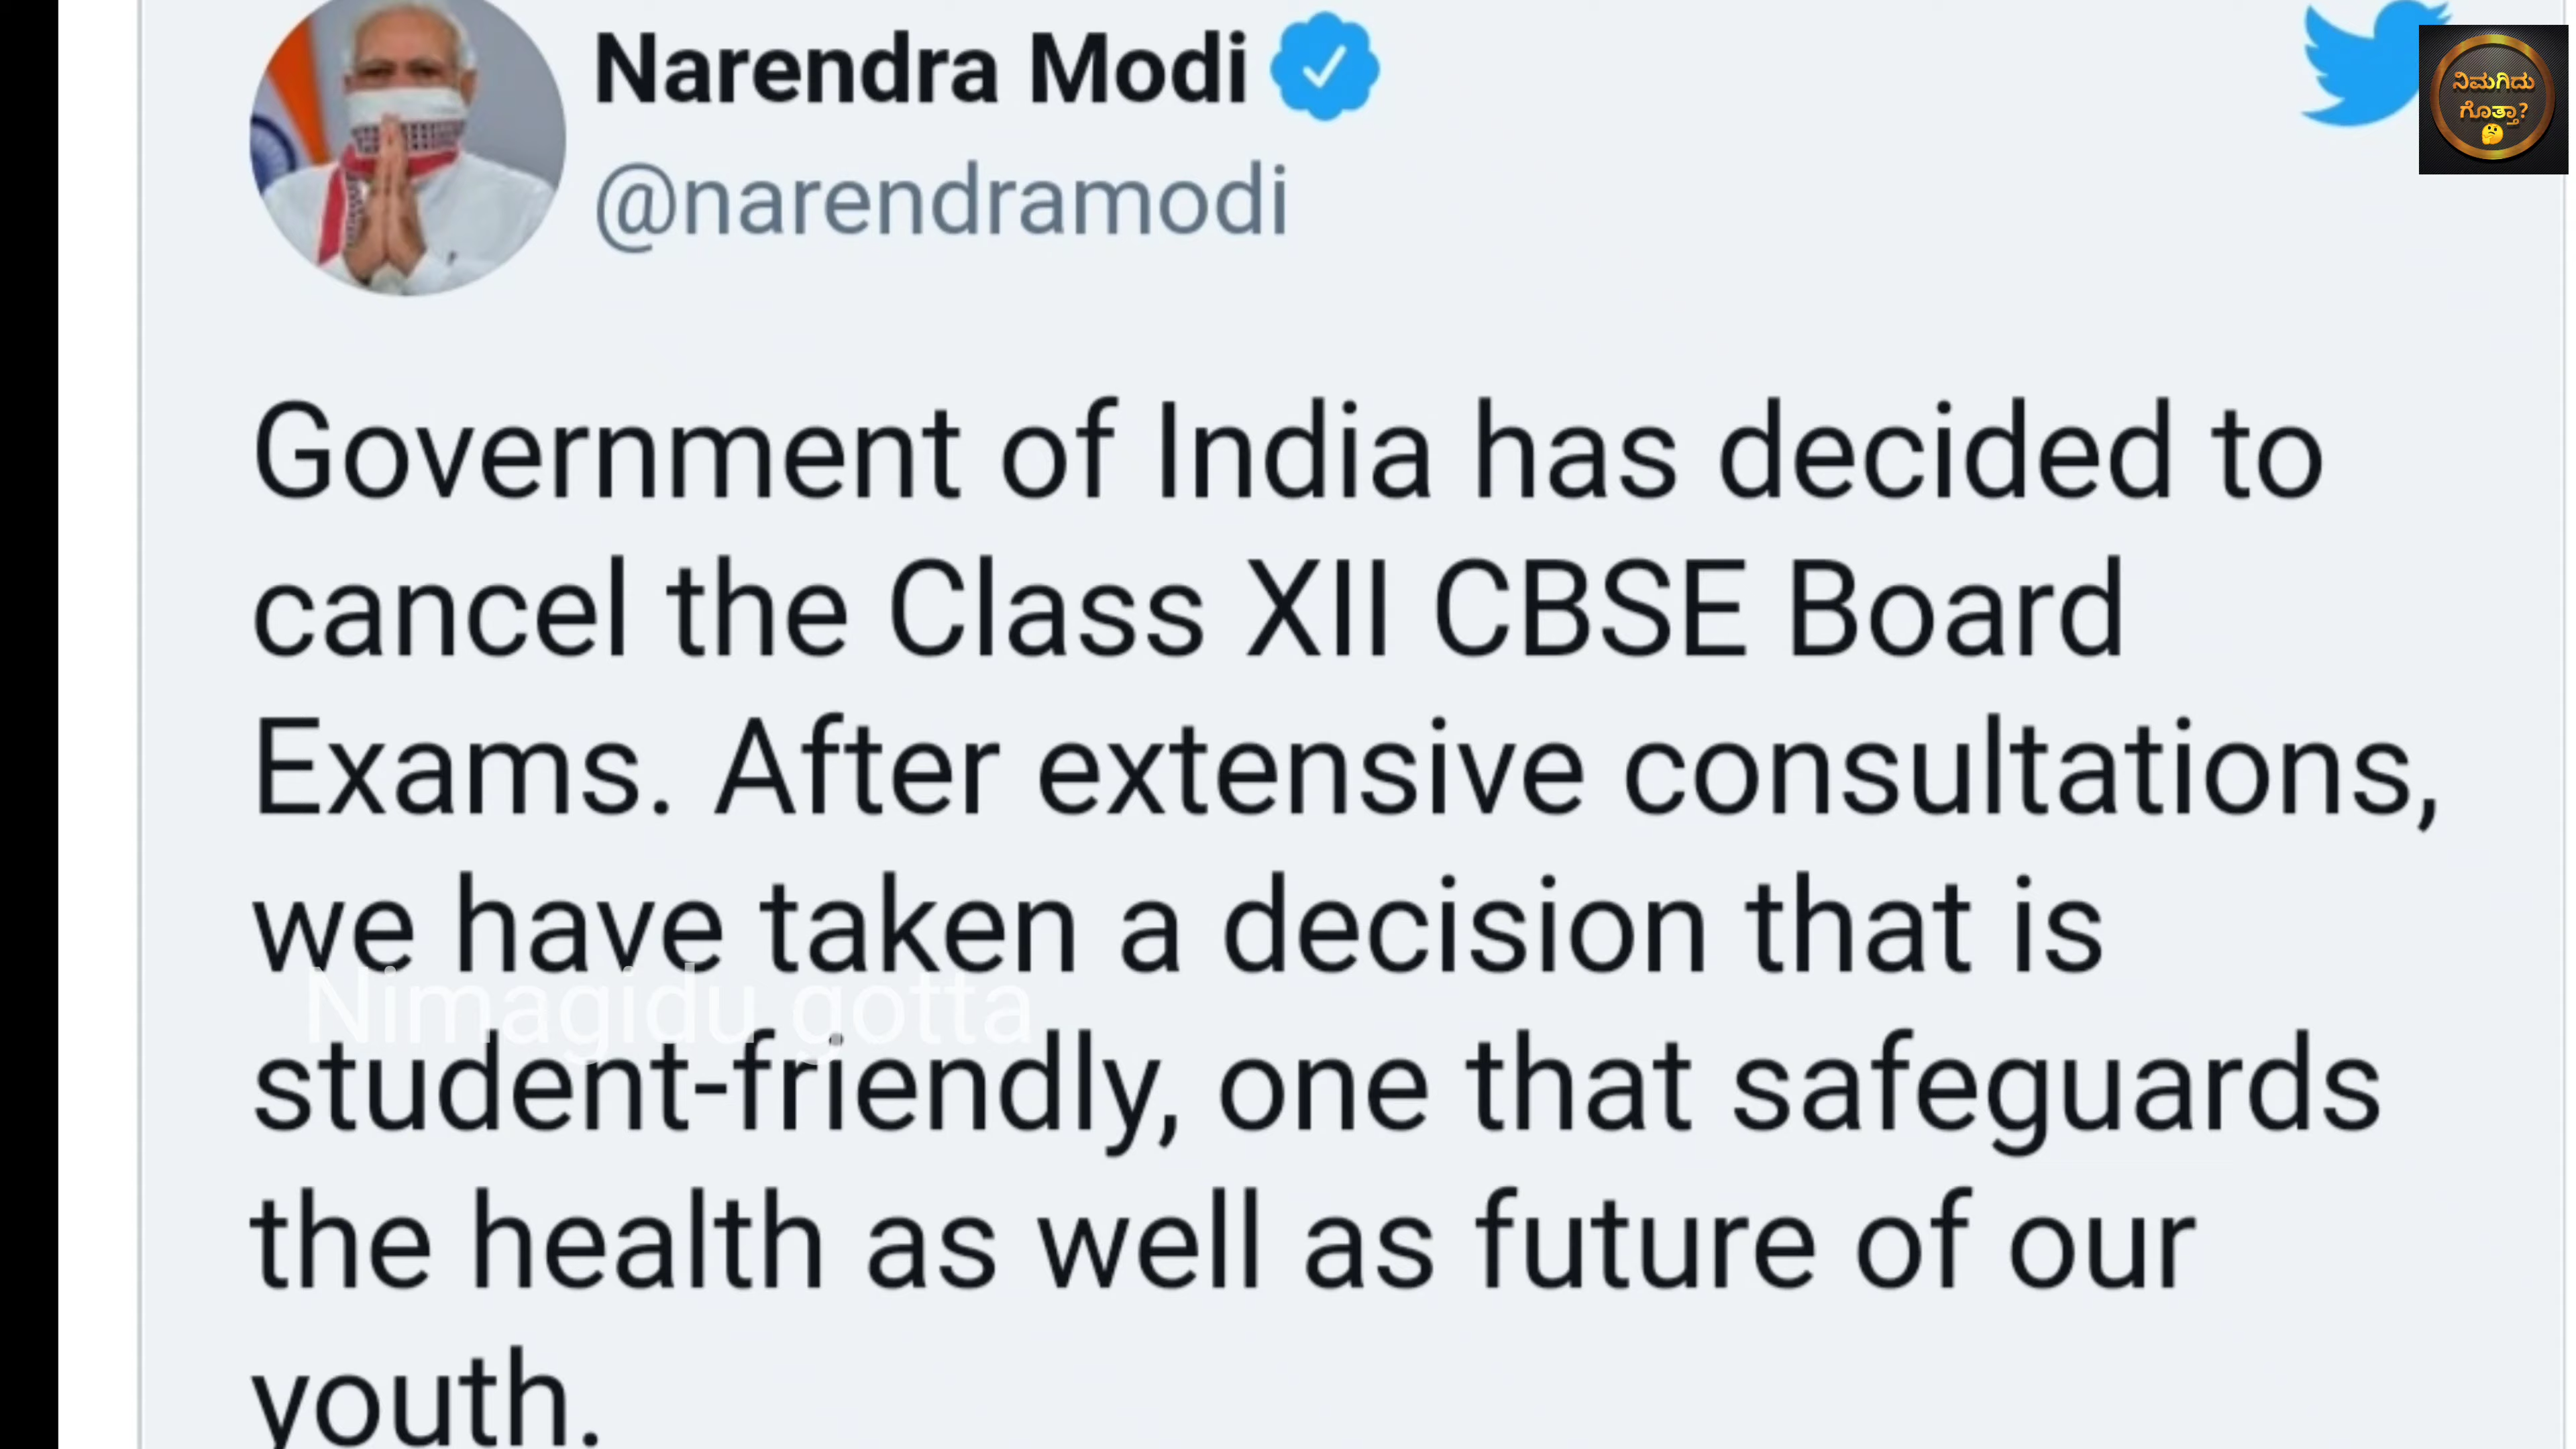 Narendra Modi
@narendramodi
ನಿಮಗಿದು
ಗೊತ್ತಾ?
Government of India has decided to
cancel the Class XII CBSE Board
Exams. After extensive consultations,
we have taken a decision that is
Nimagidu gotta
student-friendly, one that safeguards
the health as well as future of our
youth.